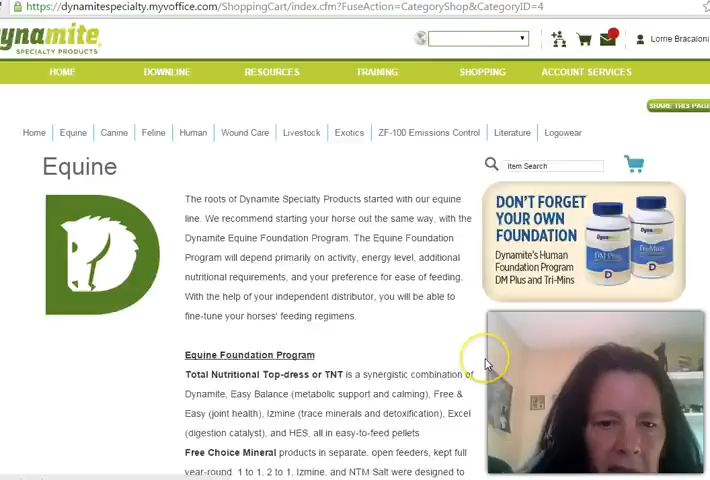 https://dynamitespecialty.myvoffice.com/ShoppingCart/index.cfm?FuseAction=CategoryShop&CategoryID=4
dynamite
SPECIALTY PRODUCTS
Lorrie Bracaloni
HOME DOWNLINE RESOURCES TRAINING SHOPPING ACCOUNT SERVICES
SHARE THIS PAGE
Home Equine Canine Feline Human Wound Care Livestock Exotics ZF-100 Emissions Control Literature Logowear
Equine
Item Search
The roots of Dynamite Specialty Products started with our equine
line. We recommend starting your horse out the same way, with the
Dynamite Equine Foundation Program. The Equine Foundation
Program will depend primarily on activity, energy level, additional
nutritional requirements, and your preference for ease of feeding.
With the help of your independent distributor, you will be able to
fine-tune your horses' feeding regimens.
DON'T FORGET
YOUR OWN
FOUNDATION
Dynamite's Human
Foundation Program
DM Plus and Tri-Mins
Dynamite
DM Plus
Dynamite
Tri-Mins
Equine Foundation Program
Total Nutritional Top-dress or TNT is a synergistic combination of
Dynamite, Easy Balance (metabolic support and calming), Free &
Easy (joint health), Izmine (trace minerals and detoxification), Excel
(digestion catalyst), and HES, all in easy-to-feed pellets
Free Choice Mineral products in separate, open feeders, kept full
year-round. 1 to 1, 2 to 1, Izmine, and NTM Salt were designed to